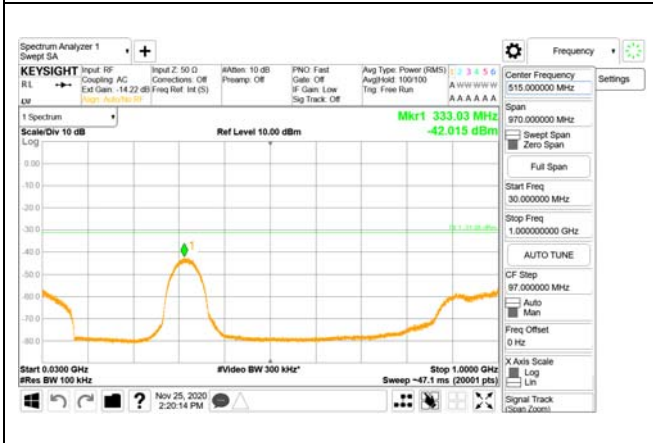 Spectrum Analyzer 1
Swept SA
Frequency
KEYSIGHT
RL
Input: RF
Coupling: AC
Ext Gain: -14.22 dB
Align: Auto/No RF
Input Z: 50 Ω
Corrections: Off
Freq Ref: Int (S)
#Atten: 10 dB
Preamp: Off
PNO: Fast
Gate: Off
IF Gain: Low
Sig Track: Off
Avg Type: Power (RMS)
Avg|Hold: 100/100
Trig: Free Run
1 2 3 4 5 6
A W W W W W
A A A A A A
1 Spectrum
Scale/Div 10 dB
Log
Ref Level 10.00 dBm
Mkr1 333.03 MHz
-42.015 dBm
0.00
-10.0
-20.0
-30.0
-40.0
-50.0
-60.0
-70.0
-80.0
1
Start 0.0300 GHz
#Res BW 100 kHz
#Video BW 300 kHz*
Stop 1.0000 GHz
Sweep ~47.1 ms (20001 pts)
Nov 25, 2020
2:20:14 PM
Center Frequency
515.000000 MHz
Settings
Span
970.000000 MHz
Swept Span
Zero Span
Full Span
Start Freq
30.000000 MHz
Stop Freq
1.000000000 GHz
AUTO TUNE
CF Step
97.000000 MHz
Auto
Man
Freq Offset
0 Hz
X Axis Scale
Log
Lin
Signal Track
(Span Zoom)